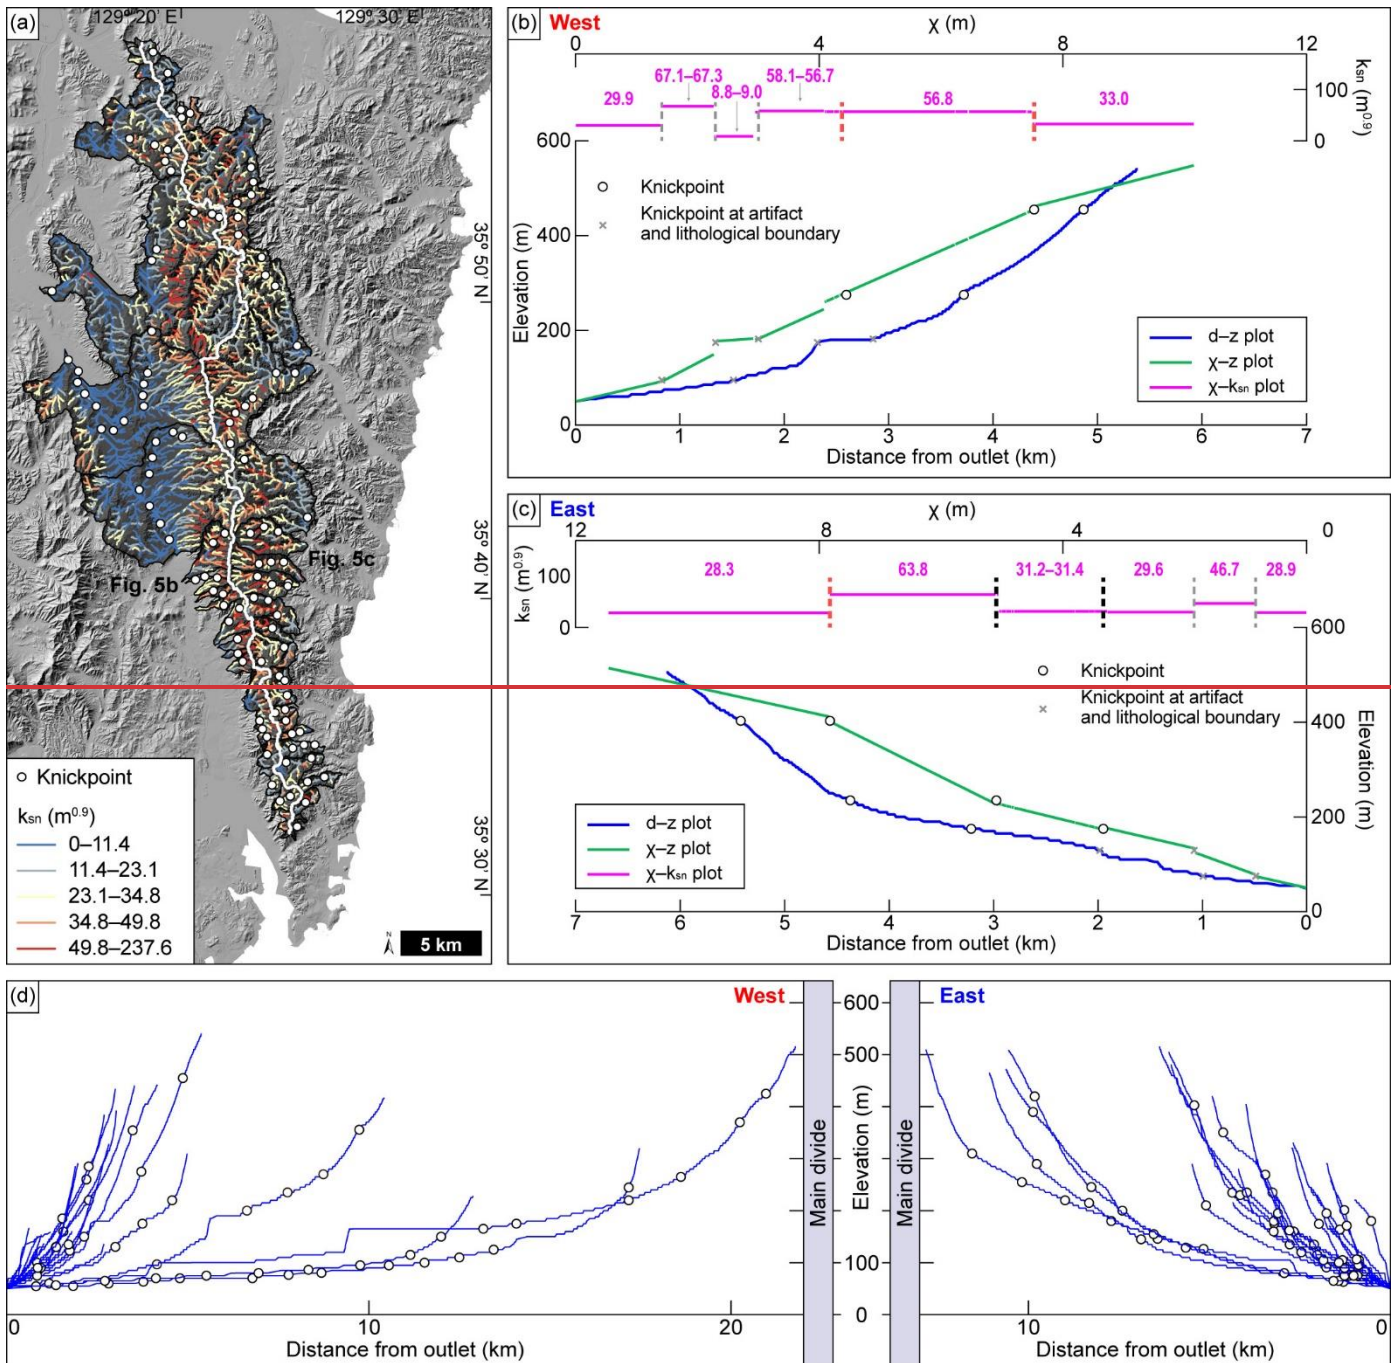 (a)
129° 20' E
129° 30' E
35° 50' N
35° 40' N
35° 30' N
Fig. 5b
Fig. 5c
Knickpoint
ksn (m0.9)
0–11.4
11.4–23.1
23.1–34.8
34.8–49.8
49.8–237.6
N
5 km
(b) West
χ (m)
0 4 8 12
67.1–67.3 58.1–56.7
29.9 8.8–9.0 56.8 33.0
100
0
ksn (m0.9)
600
400
200
0
Elevation (m)
Knickpoint
Knickpoint at artifact
and lithological boundary
d–z plot
χ–z plot
χ–ksn plot
0 1 2 3 4 5 6 7
Distance from outlet (km)
(c) East
χ (m)
12 8 4 0
ksn (m0.9)
100
0
28.3 63.8 31.2–31.4 29.6 46.7 28.9
600
400
200
0
Elevation (m)
Knickpoint
Knickpoint at artifact
and lithological boundary
d–z plot
χ–z plot
χ–ksn plot
7 6 5 4 3 2 1 0
Distance from outlet (km)
(d)
West
East
Main divide
Elevation (m)
Main divide
600
500
100
0
0 10 20
Distance from outlet (km)
10 0
Distance from outlet (km)